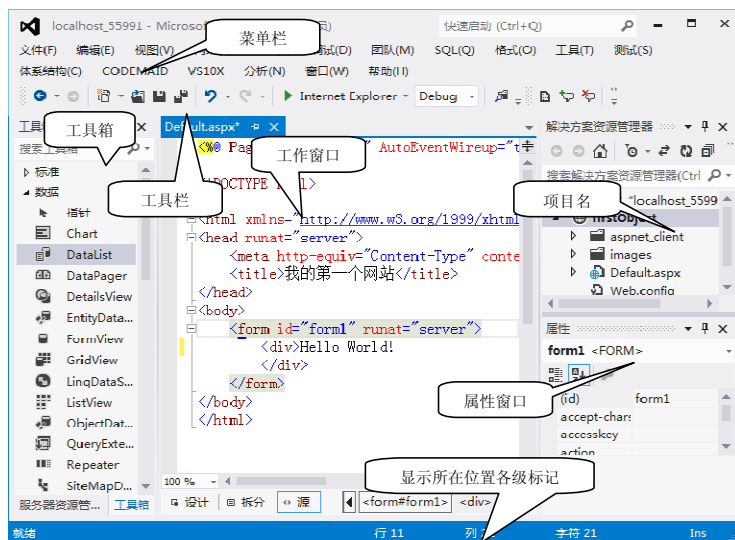 localhost_55991 - Micros
快速启动 (Ctrl+Q)
菜单栏
文件(F) 编辑(E) 视图(V) 团队(M) SQL(Q) 格式(O) 工具(T) 测试(S)
体系结构(C) CODEMAID VS10X 分析(N) 窗口(W) 帮助(H)
Internet Explorer Debug
工具箱
Default.aspx*
解决方案资源管理器
<%@ Pag
AutoEventWireup="t
工作窗口
搜索解决方案资源管理器(Ctrl
标准
数据
工具栏
项目名
"localhost_5599
firstObject
指针
Chart
DataList
DataPager
DetailsView
EntityData...
FormView
GridView
LinqDataS...
ListView
ObjectDat...
QueryExte...
Repeater
SiteMapD...
<html xmlns="http://www.w3.org/1999/xhtml
<head runat="server">
<meta http-equiv="Content-Type" conte
<title>我的第一个网站</title>
</head>
<body>
<form id="form1" runat="server">
<div>Hello World!
</div>
</form>
</body>
</html>
aspnet_client
images
Default.aspx
Web.config
属性
form1 <FORM>
属性窗口
(id) form1
accept-chars
accesskey
action
显示所在位置各级标记
100 %
服务器资源管... 工具箱
设计 拆分 源 <form#form1> <div>
就绪 行 11 列 字符 21 Ins